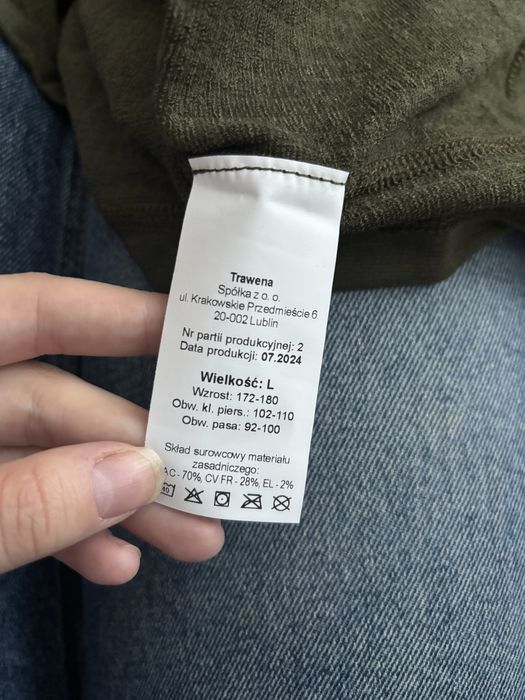 Trawena
Spółka z o. o.
ul. Krakowskie Przedmieście 6
20-002 Lublin
Nr partii produkcyjnej: 2
Data produkcji: 07.2024
Wielkość: L
Wzrost: 172-180
Obw. kl. piers.: 102-110
Obw. pasa: 92-100
Skład surowcowy materiału
zasadniczego:
AC - 70%, CV FR - 28%, EL - 2%
40